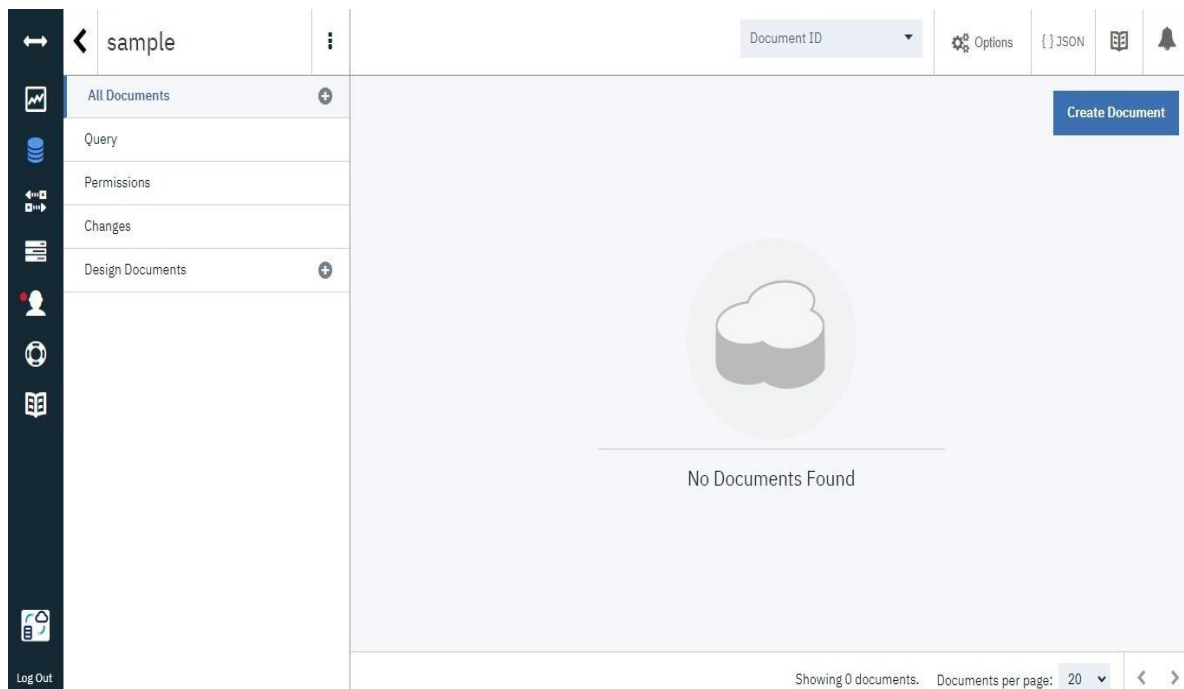 sample
Document ID
Options
{ } JSON
All Documents
Create Document
Query
Permissions
Changes
Design Documents
No Documents Found
Log Out
Showing 0 documents. Documents per page: 20